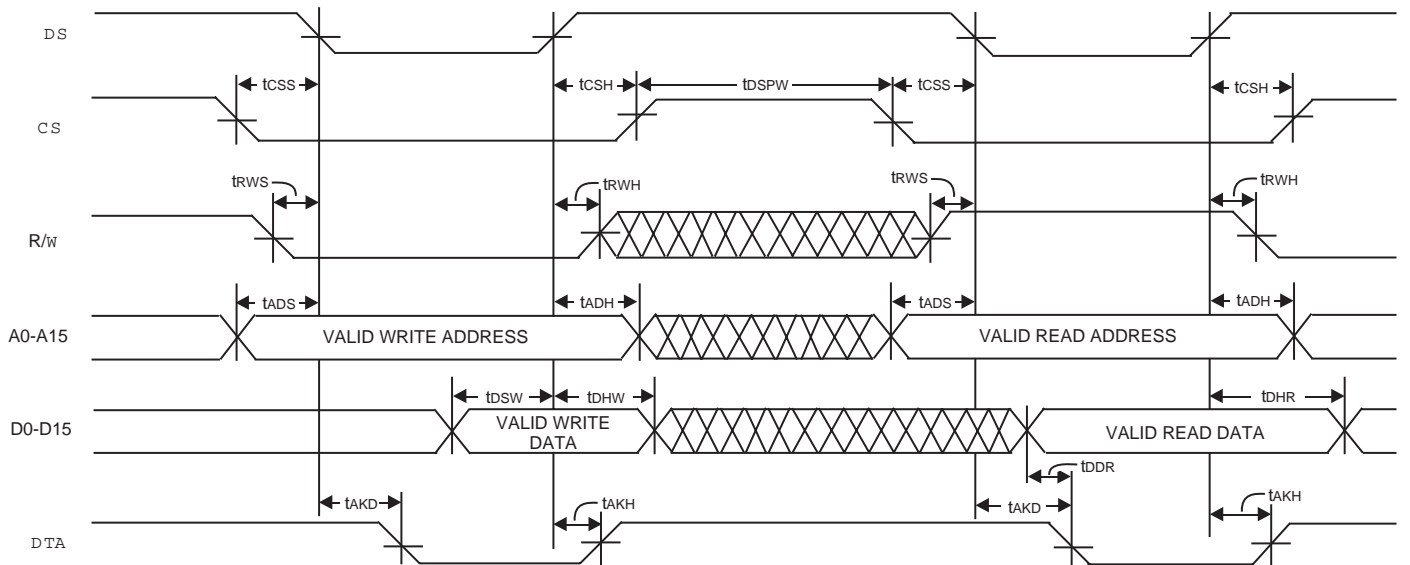 DS
tCSS
tCSH
tDSPW
tCSS
tCSH
CS
tRWS
tRWH
tRWS
tRWH
R/W
tADS
tADH
tADS
tADH
A0-A15
VALID WRITE ADDRESS
VALID READ ADDRESS
tDSW
tDHW
tDHR
D0-D15
VALID WRITE
DATA
VALID READ DATA
tDDR
tAKD
tAKH
tAKD
tAKH
DTA